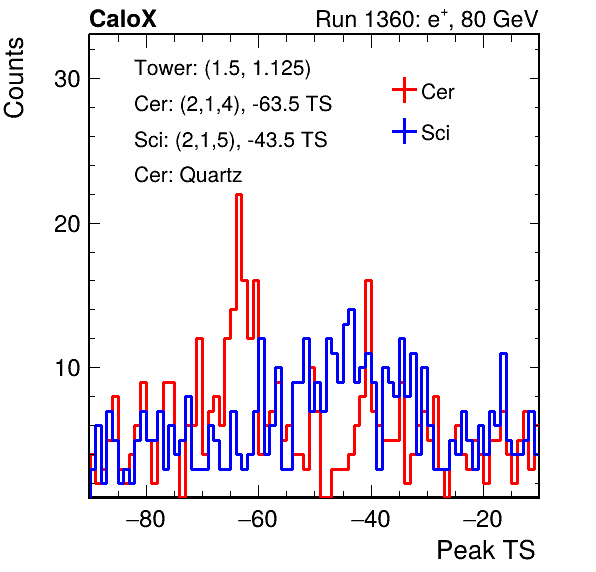 CaloX Run 1360: e⁺, 80 GeV
Counts
Tower: (1.5, 1.125)
Cer: (2,1,4), -63.5 TS
Sci: (2,1,5), -43.5 TS
Cer: Quartz
Cer
Sci
30
20
10
−80 −60 −40 −20
Peak TS